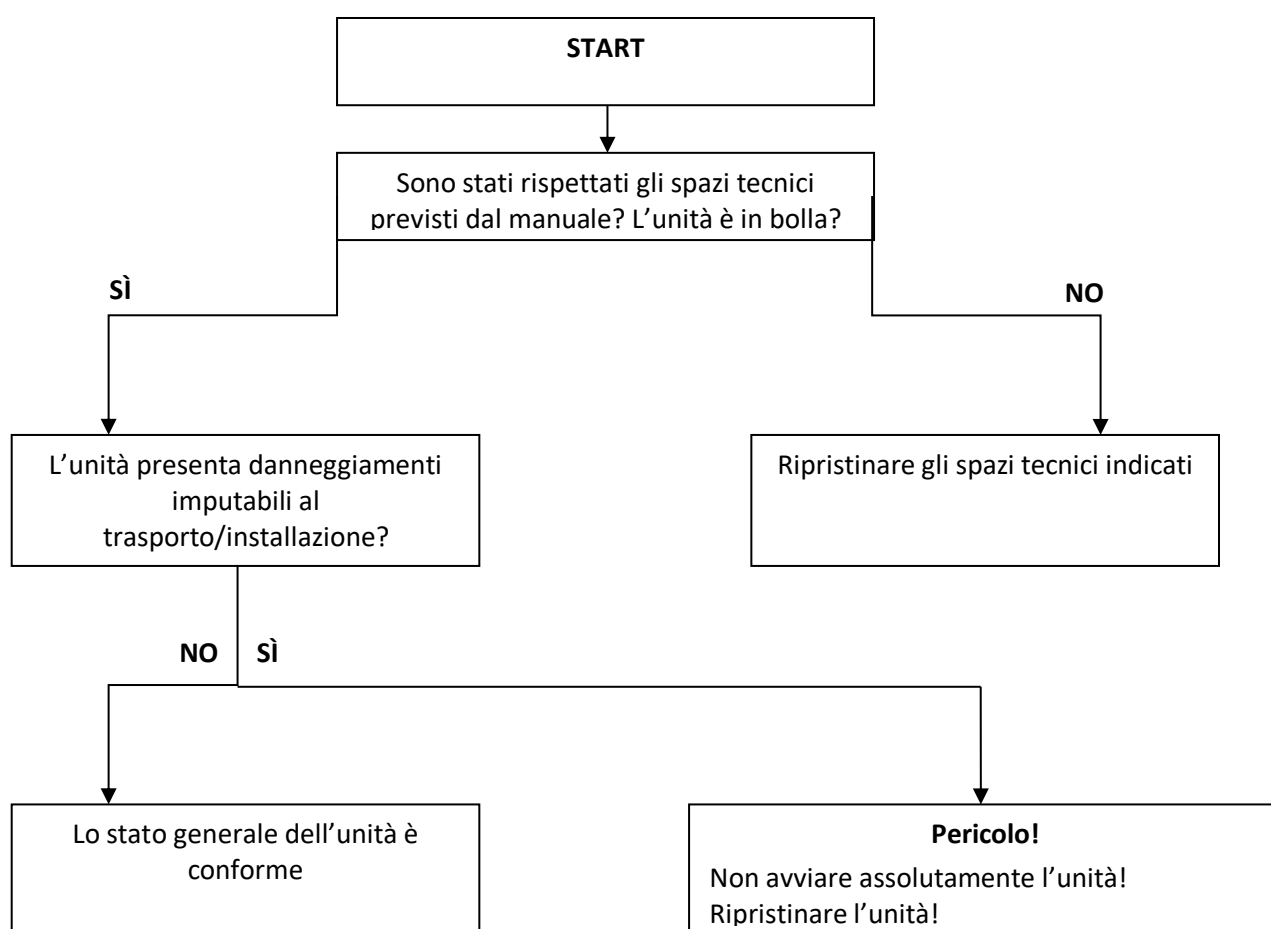 START
Sono stati rispettati gli spazi tecnici
previsti dal manuale? L’unità è in bolla?
SÌ
NO
L’unità presenta danneggiamenti
imputabili al
trasporto/installazione?
Ripristinare gli spazi tecnici indicati
NO
SÌ
Lo stato generale dell’unità è
conforme
Pericolo!
Non avviare assolutamente l’unità!
Ripristinare l’unità!